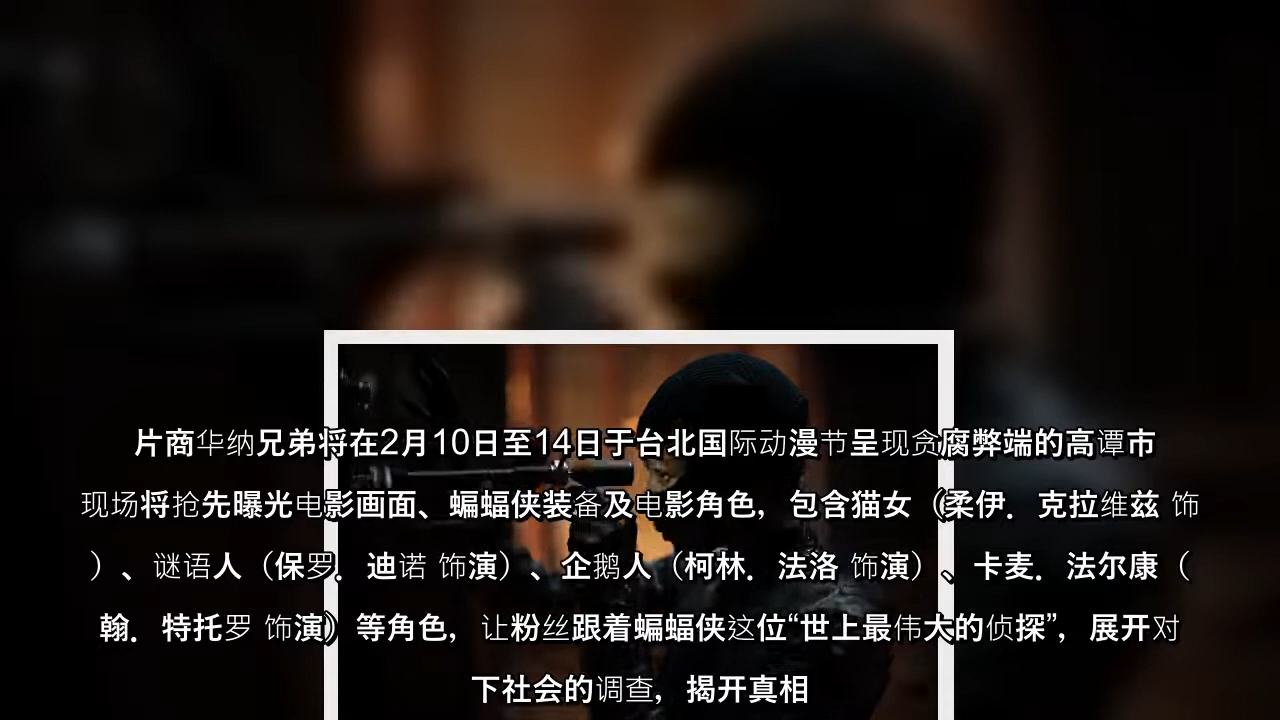 片商华纳兄弟将在2月10日至14日于台北国际动漫节呈现贪腐弊端的高谭市
现场将抢先曝光电影画面、蝙蝠侠装备及电影角色，包含猫女（柔伊．克拉维兹 饰
）、谜语人（保罗．迪诺 饰演）、企鹅人（柯林．法洛 饰演）、卡麦．法尔康（
翰．特托罗 饰演）等角色，让粉丝跟着蝙蝠侠这位“世上最伟大的侦探”，展开对
下社会的调查，揭开真相